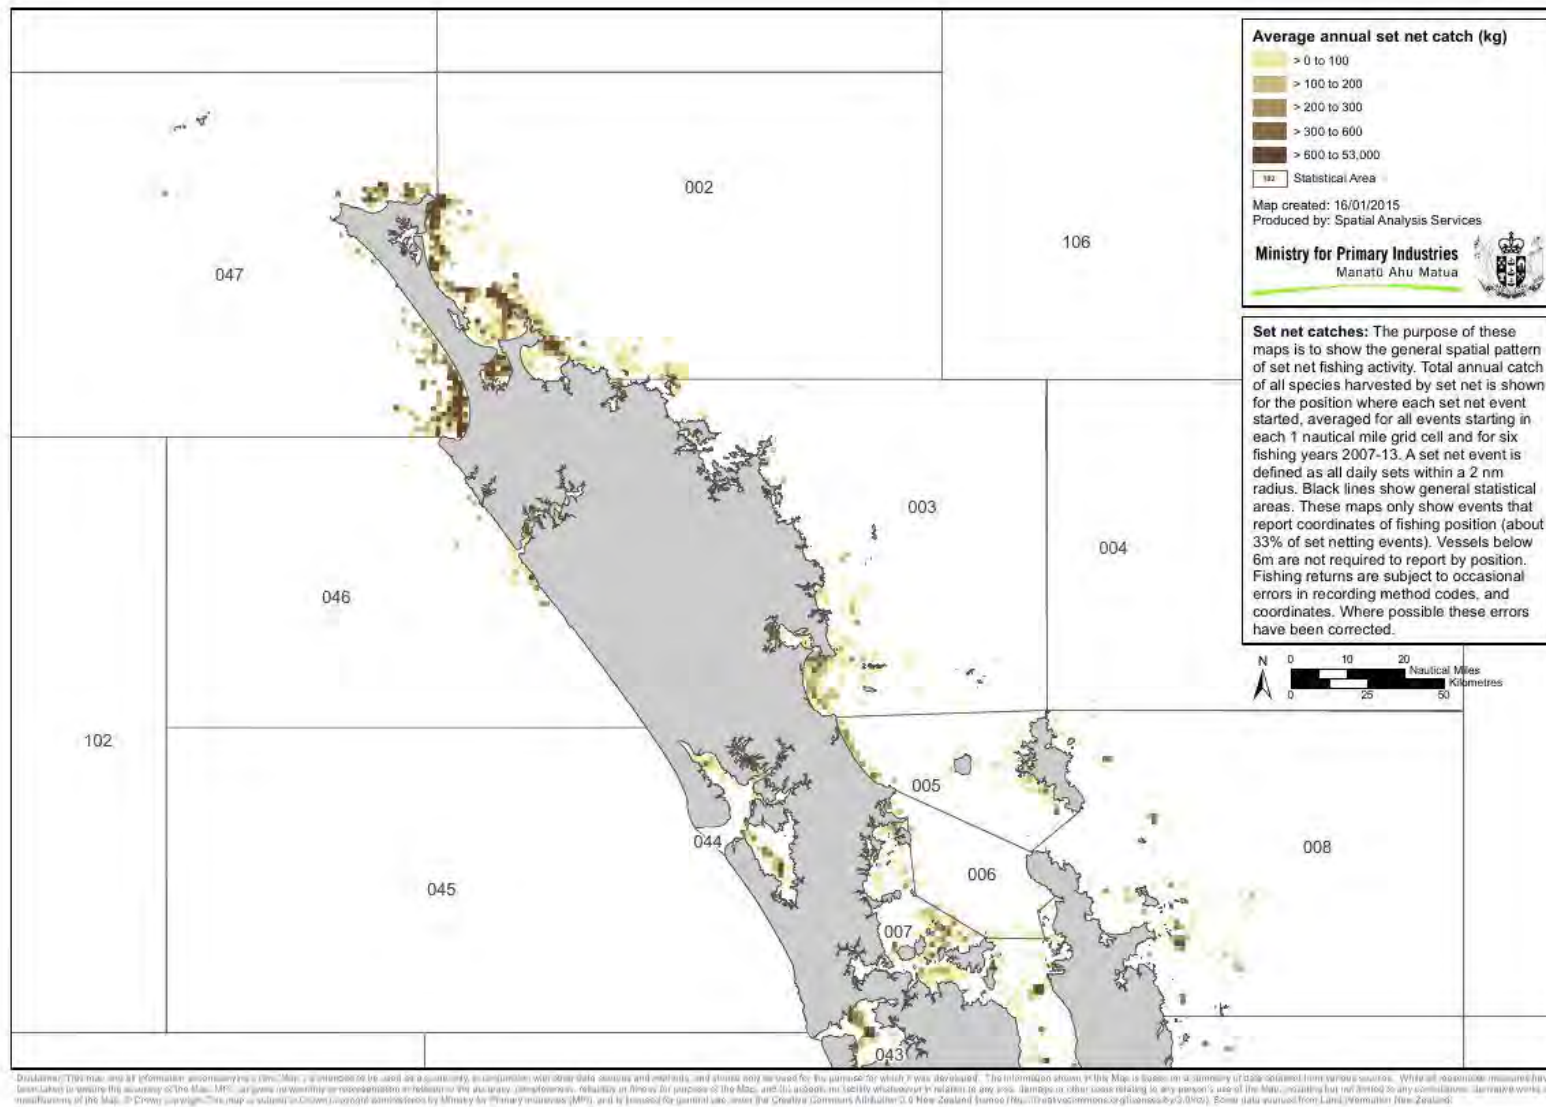 Average annual set net catch (kg)
> 0 to 100
> 100 to 200
> 200 to 300
> 300 to 600
> 600 to 53,000
102 Statistical Area
Map created: 16/01/2015
Produced by: Spatial Analysis Services
Ministry for Primary Industries
Manatū Ahu Matua
Set net catches: The purpose of these
maps is to show the general spatial pattern
of set net fishing activity. Total annual catch
of all species harvested by set net is shown
for the position where each set net event
started, averaged for all events starting in
each 1 nautical mile grid cell and for six
fishing years 2007-13. A set net event is
defined as all daily sets within a 2 nm
radius. Black lines show general statistical
areas. These maps only show events that
report coordinates of fishing position (about
33% of set netting events). Vessels below
6m are not required to report by position.
Fishing returns are subject to occasional
errors in recording method codes, and
coordinates. Where possible these errors
have been corrected.
N
0 10 20
Nautical Miles
Kilometres
0 25 50
002
106
047
003
004
046
102
005
044
008
006
045
007
043